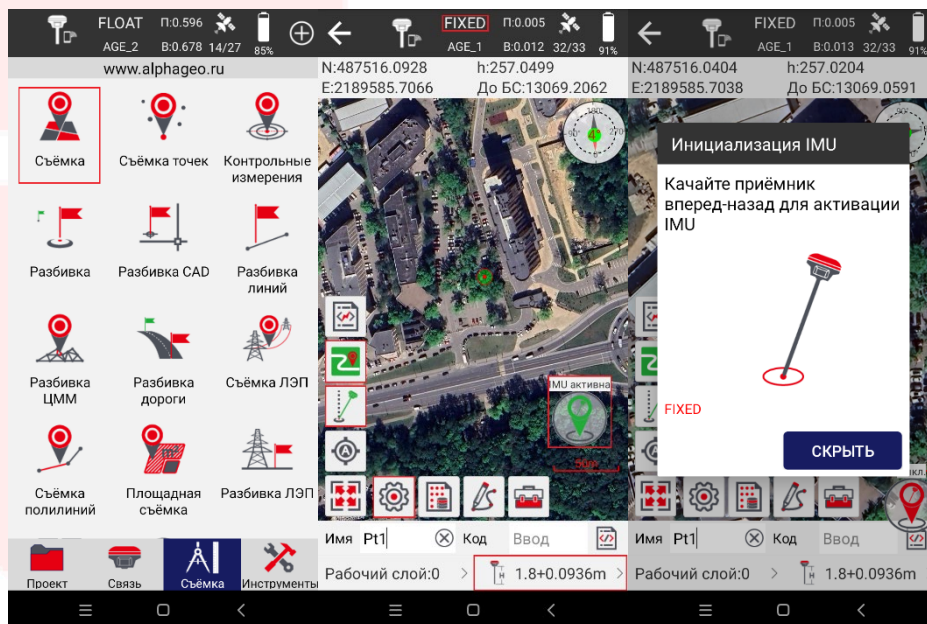 FLOAT П:0.596
AGE_2 В:0.678 14/27 85%
www.alphageo.ru
Съёмка
Съёмка точек
Контрольные
измерения
Разбивка
Разбивка CAD
Разбивка
линий
Разбивка
ЦММ
Разбивка
дороги
Съёмка ЛЭП
Съёмка
полилиний
Площадная
съёмка
Разбивка ЛЭП
Проект
Связь
Съёмка
Инструменты
FIXED П:0.005
AGE_1 В:0.012 32/33 91%
N:487516.0928 h:257.0499
E:2189585.7066 До БС:13069.2062
180°
90°
270
4
IMU активна
50m
Имя Pt1 Код Ввод
Рабочий слой:0 > H 1.8+0.0936m >
FIXED П:0.005
AGE_1 В:0.013 32/33 91%
N:487516.0404 h:257.0204
E:2189585.7038 До БС:13069.0591
Инициализация IMU
Качайте приёмник
вперед-назад для активации
IMU
FIXED
СКРЫТЬ
кл.
Имя Pt1 Код Ввод
Рабочий слой:0 > H 1.8+0.0936m